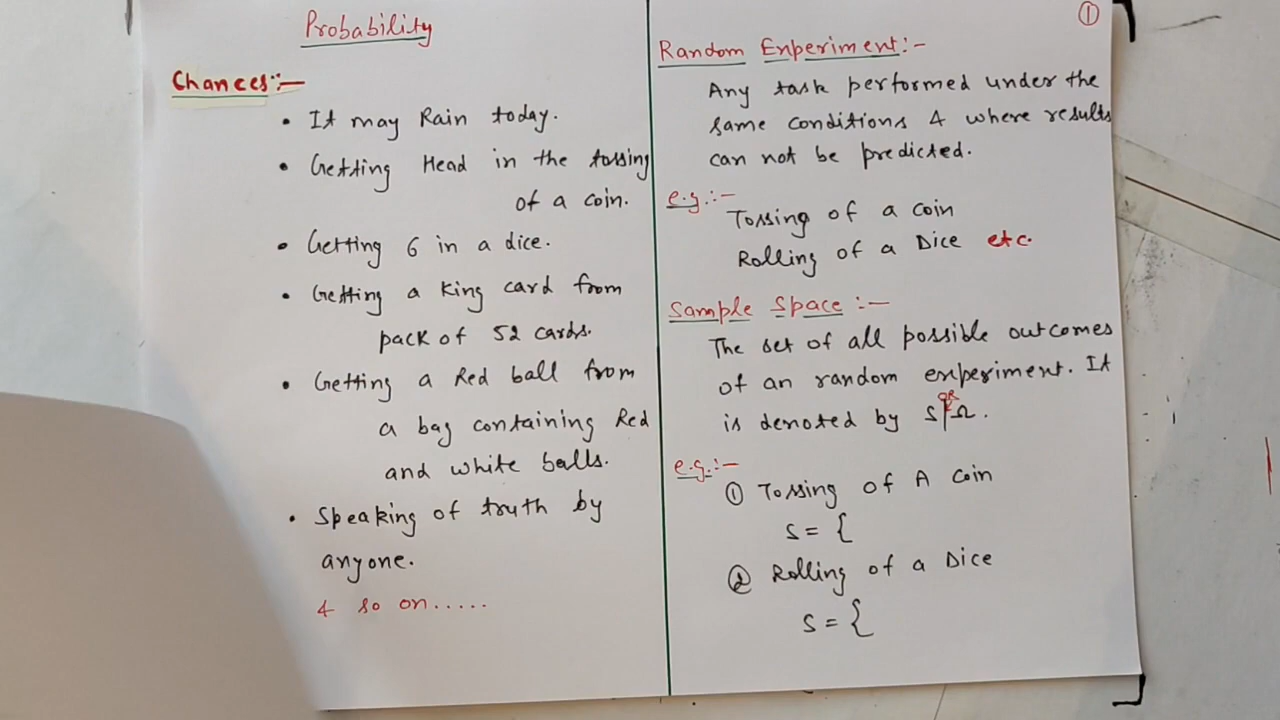 Probability
Chances:-
• It may Rain today.
• Getting Head in the tossing
of a coin.
• Getting 6 in a dice.
• Getting a King card from
pack of 52 cards.
• Getting a Red ball from
a bag containing Red
and white balls.
• Speaking of truth by
anyone.
& so on.....
①
Random Experiment:-
Any task performed under the
same conditions & where results
can not be predicted.
e.g.:-
Tossing of a coin
Rolling of a Dice etc.
Sample Space:-
The set of all possible outcomes
of an random experiment. It
is denoted by S|Ω.
OR
e.g.:-
① Tossing of A coin
S = {
② Rolling of a Dice
S = {